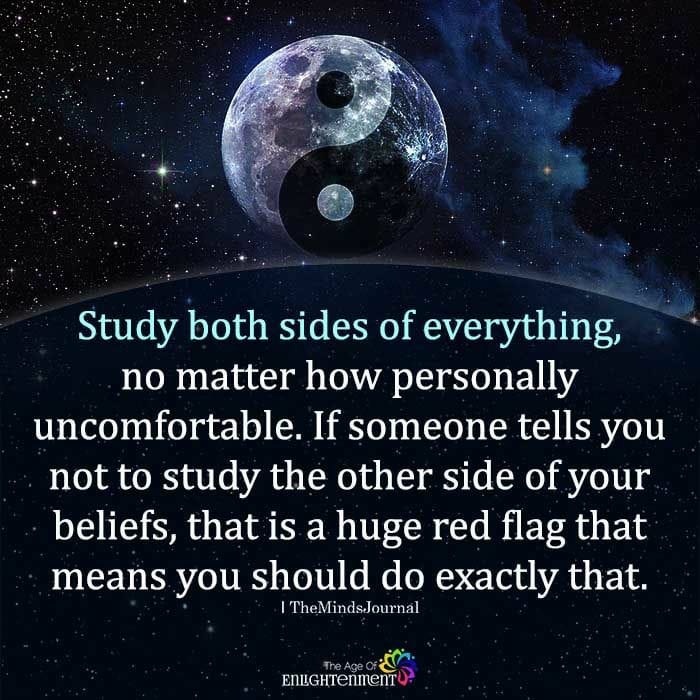 Study both sides of everything,
no matter how personally
uncomfortable. If someone tells you
not to study the other side of your
beliefs, that is a huge red flag that
means you should do exactly that.
| TheMindsJournal
The Age Of
ENLIGHTENMENT